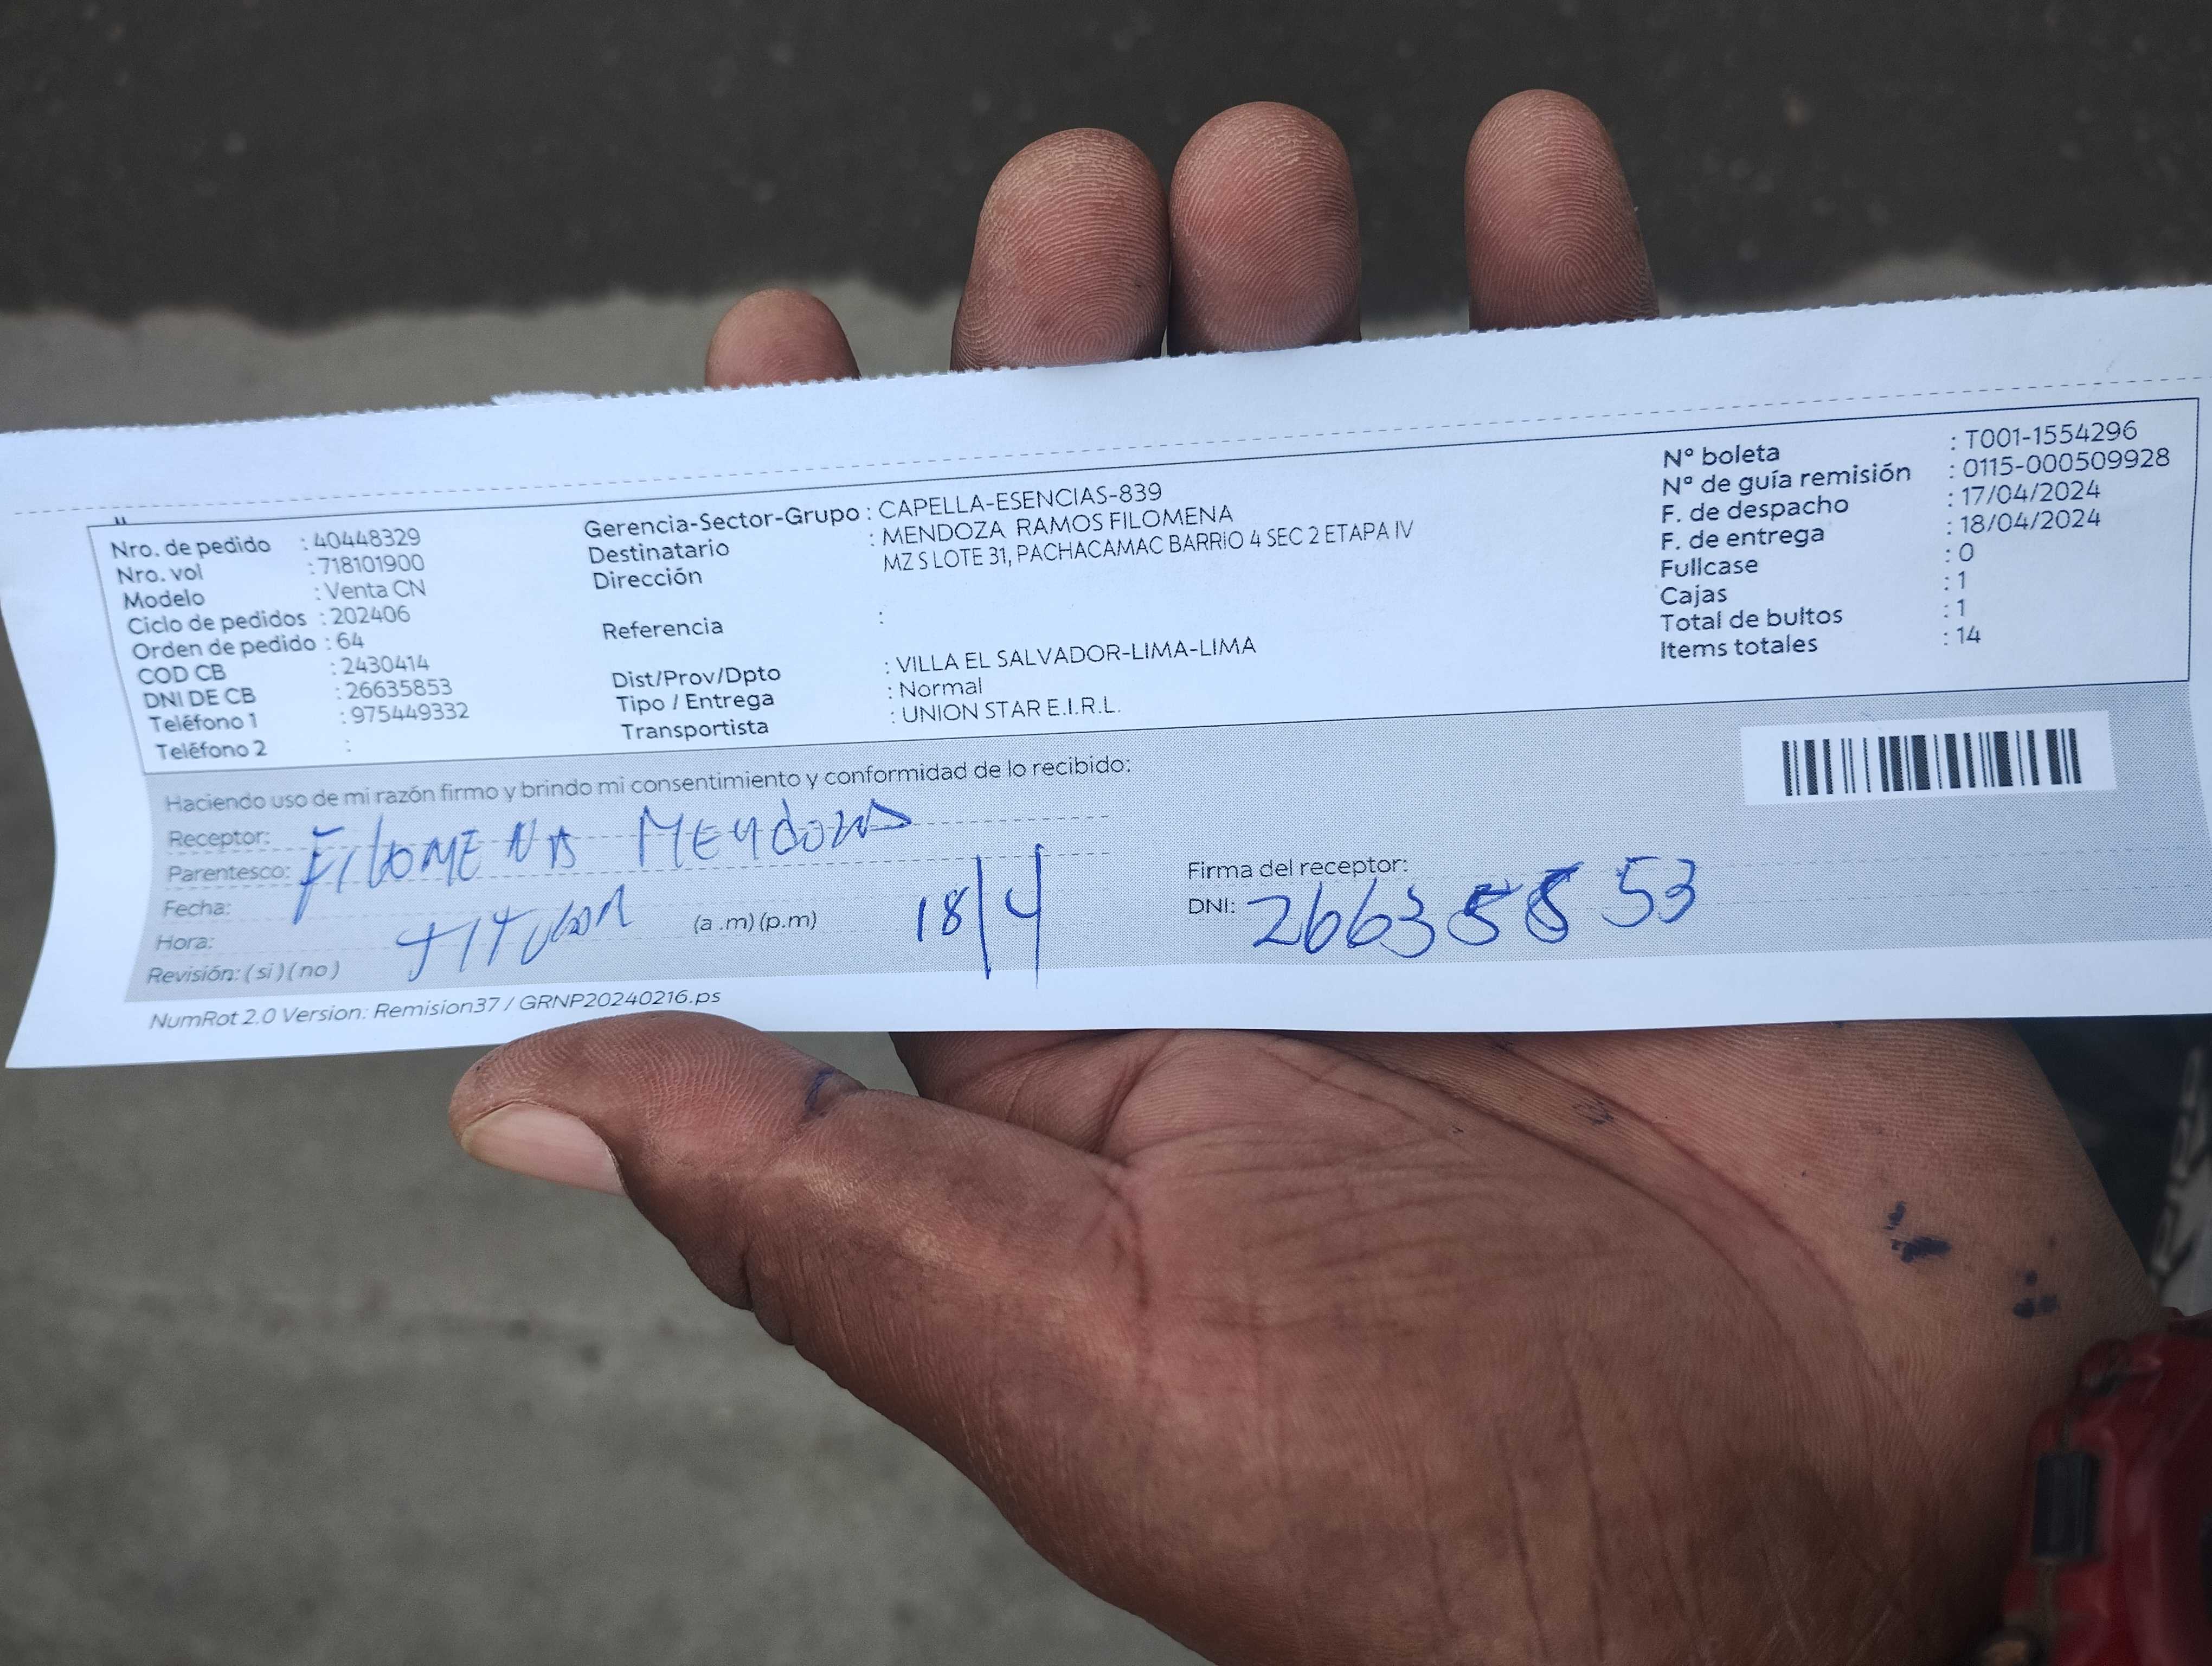 Nro. de pedido : 40448329
Nro. vol : 718101900
Modelo : Venta CN
Ciclo de pedidos : 202406
Orden de pedido : 64
COD CB : 2430414
DNI DE CB : 26635853
Teléfono 1 : 975449332
Teléfono 2 :
Gerencia-Sector-Grupo : CAPELLA-ESENCIAS-839
Destinatario : MENDOZA RAMOS FILOMENA
Dirección MZ S LOTE 31, PACHACAMAC BARRIO 4 SEC 2 ETAPA IV
Referencia :
Dist/Prov/Dpto : VILLA EL SALVADOR-LIMA-LIMA
Tipo / Entrega : Normal
Transportista : UNION STAR E.I.R.L.
Nº boleta : T001-1554296
Nº de guía remisión : 0115-000509928
F. de despacho : 17/04/2024
F. de entrega : 18/04/2024
Fullcase : 0
Cajas : 1
Total de bultos : 1
Items totales : 14
Haciendo uso de mi razón firmo y brindo mi consentimiento y conformidad de lo recibido:
Receptor: FILOMENA MENDOZA
Parentesco:
Fecha:
Hora: TITULAR (a .m) (p.m) 18/4
Revisión: ( si ) ( no )
Firma del receptor:
DNI: 26635853
NumRot 2.0 Version: Remision37 / GRNP20240216.ps